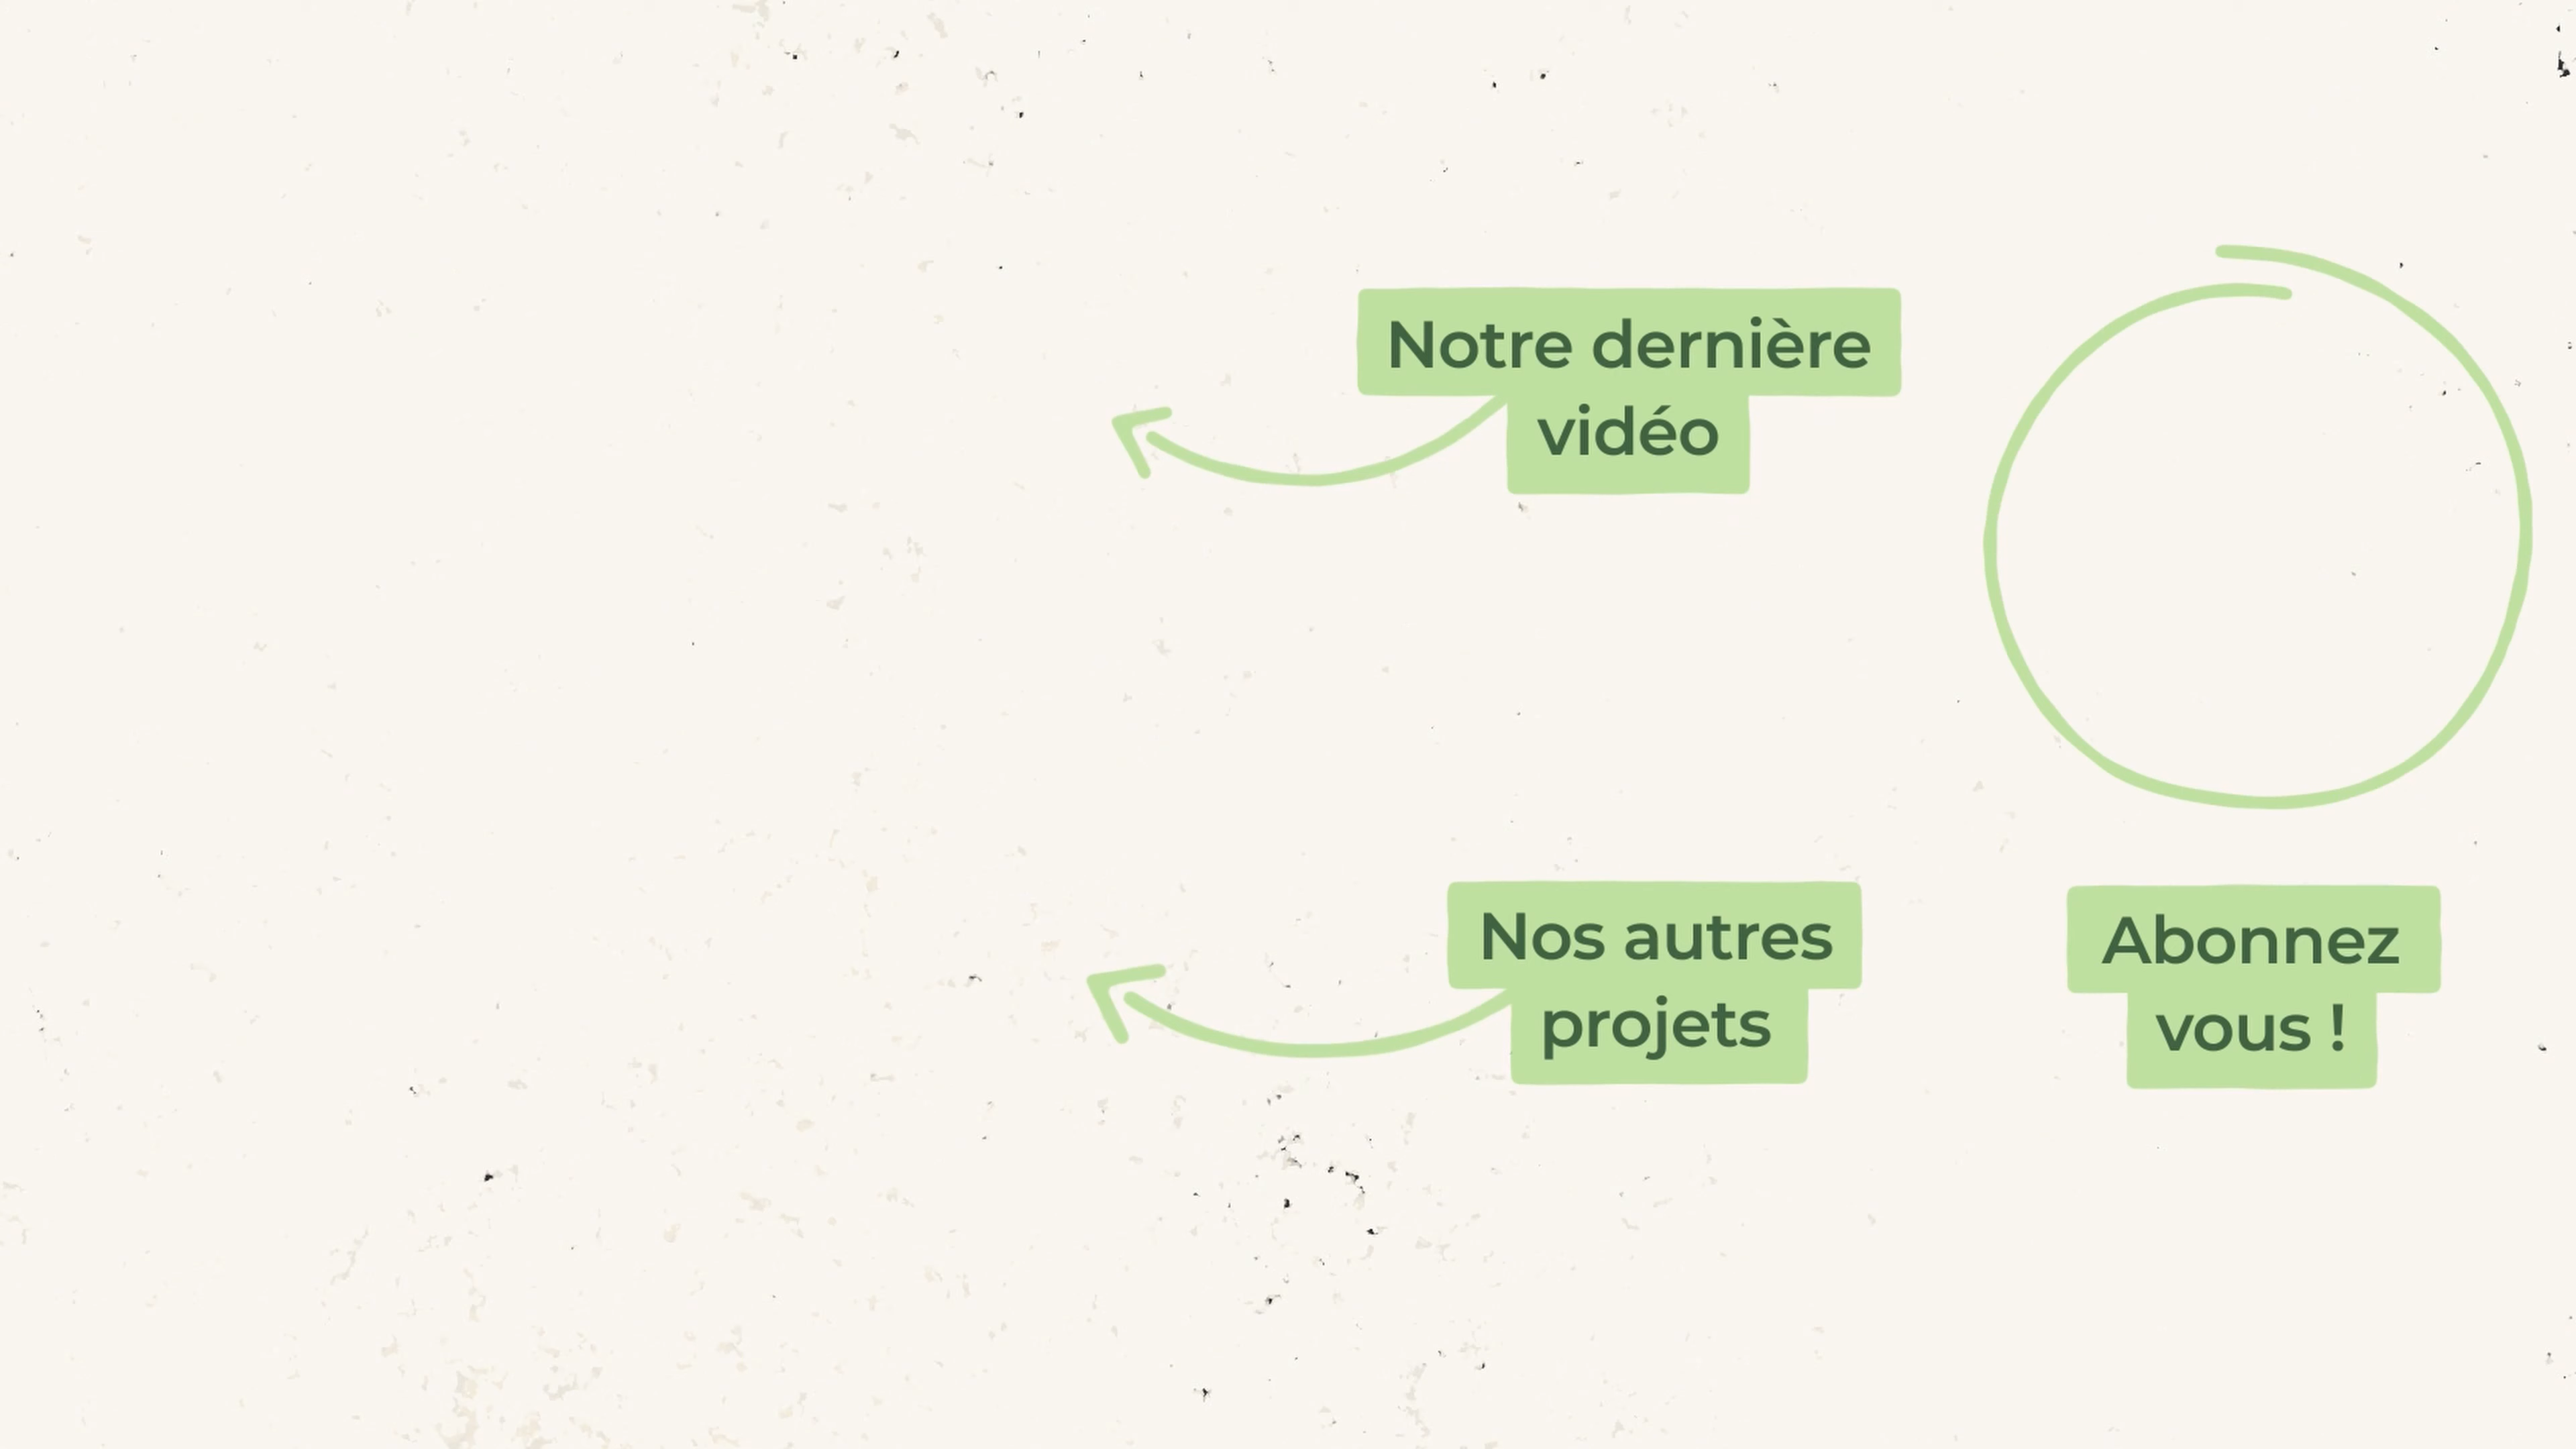 Notre dernière
vidéo
Nos autres
projets
Abonnez
vous !